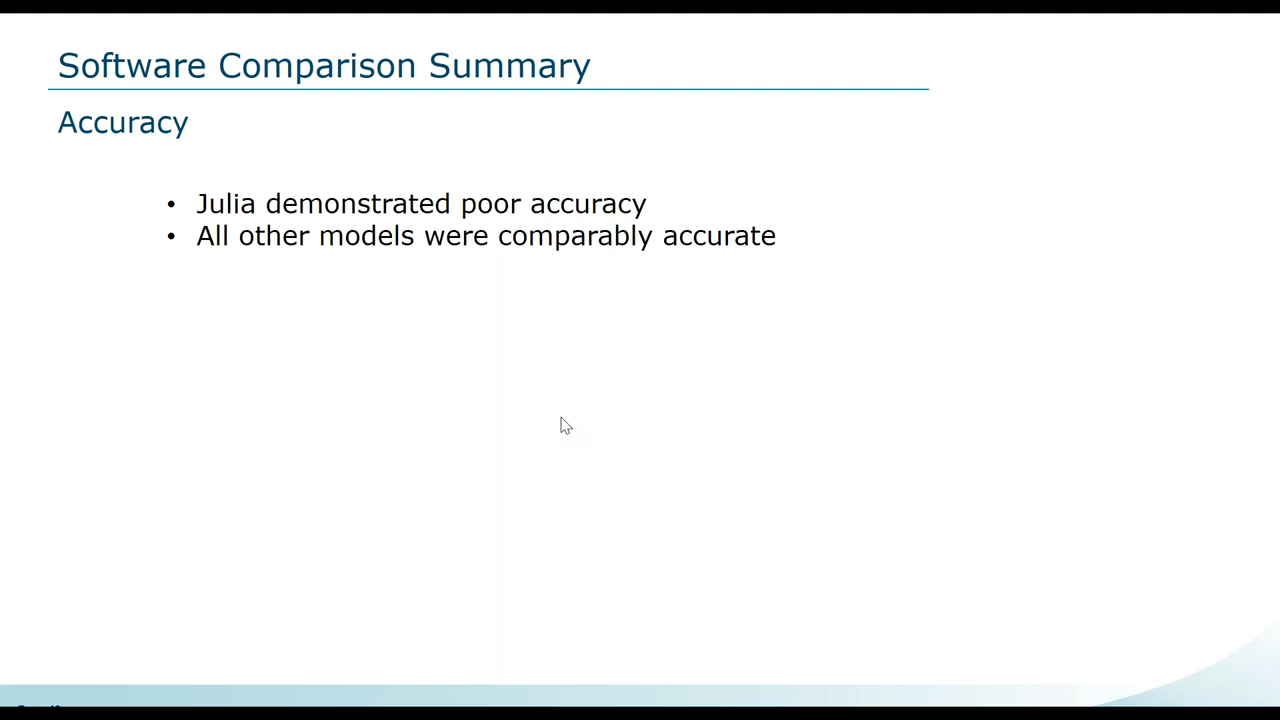 Software Comparison Summary
Accuracy
• Julia demonstrated poor accuracy
• All other models were comparably accurate